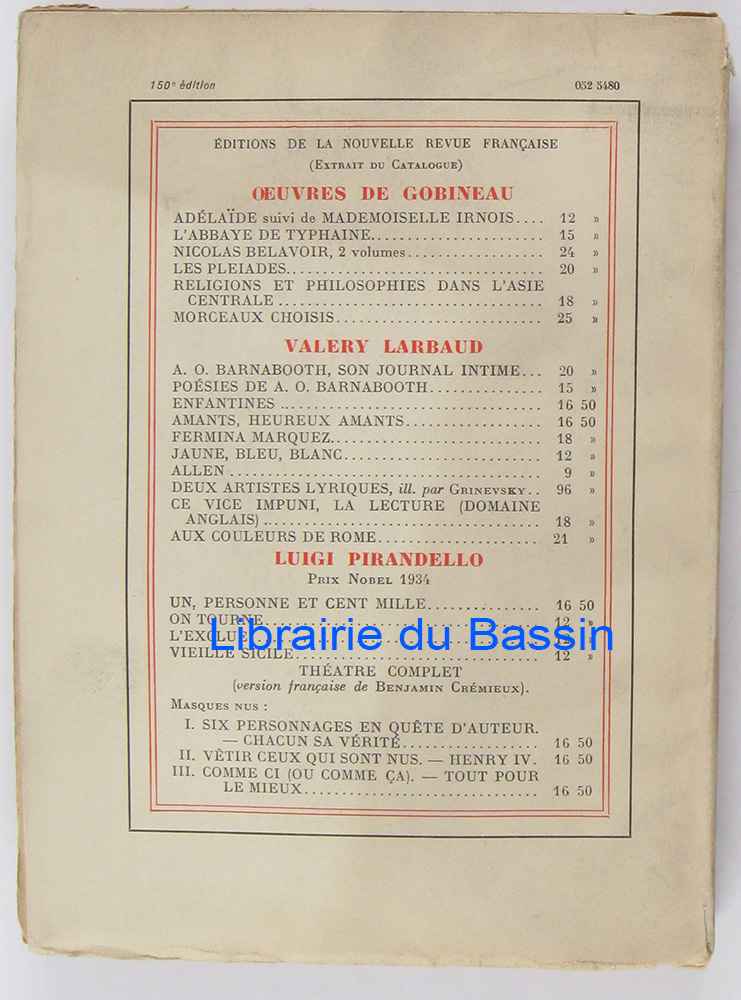 150e édition 052 5480
ÉDITIONS DE LA NOUVELLE REVUE FRANÇAISE
(EXTRAIT DU CATALOGUE)
ŒUVRES DE GOBINEAU
ADÉLAÏDE suivi de MADEMOISELLE IRNOIS.... 12 »
L'ABBAYE DE TYPHAINE........................ 15 »
NICOLAS BELAVOIR, 2 volumes.................. 24 »
LES PLEIADES.................................. 20 »
RELIGIONS ET PHILOSOPHIES DANS L'ASIE
CENTRALE .................................. 18 »
MORCEAUX CHOISIS........................... 25 »
VALERY LARBAUD
A. O. BARNABOOTH, SON JOURNAL INTIME... 20 »
POÉSIES DE A. O. BARNABOOTH............... 15 »
ENFANTINES .................................. 16 50
AMANTS, HEUREUX AMANTS.................. 16 50
FERMINA MARQUEZ........................... 18 »
JAUNE, BLEU, BLANC......................... 12 »
ALLEN ........................................ 9 »
DEUX ARTISTES LYRIQUES, ill. par GRINEVSKY.. 96 »
CE VICE IMPUNI, LA LECTURE (DOMAINE
ANGLAIS) .................................... 18 »
AUX COULEURS DE ROME..................... 21 »
LUIGI PIRANDELLO
PRIX NOBEL 1934
UN, PERSONNE ET CENT MILLE............... 16 50
ON TOURNE.................................. 12 »
L'EXCLUE.................................... 12 »
Librairie du Bassin
VIEILLE SICILE............................... 12 »
THÉATRE COMPLET
(version française de BENJAMIN CRÉMIEUX).
MASQUES NUS :
I. SIX PERSONNAGES EN QUÊTE D'AUTEUR.
— CHACUN SA VÉRITÉ.................. 16 50
II. VÊTIR CEUX QUI SONT NUS. — HENRY IV. 16 50
III. COMME CI (OU COMME ÇA). — TOUT POUR
LE MIEUX............................... 16 50